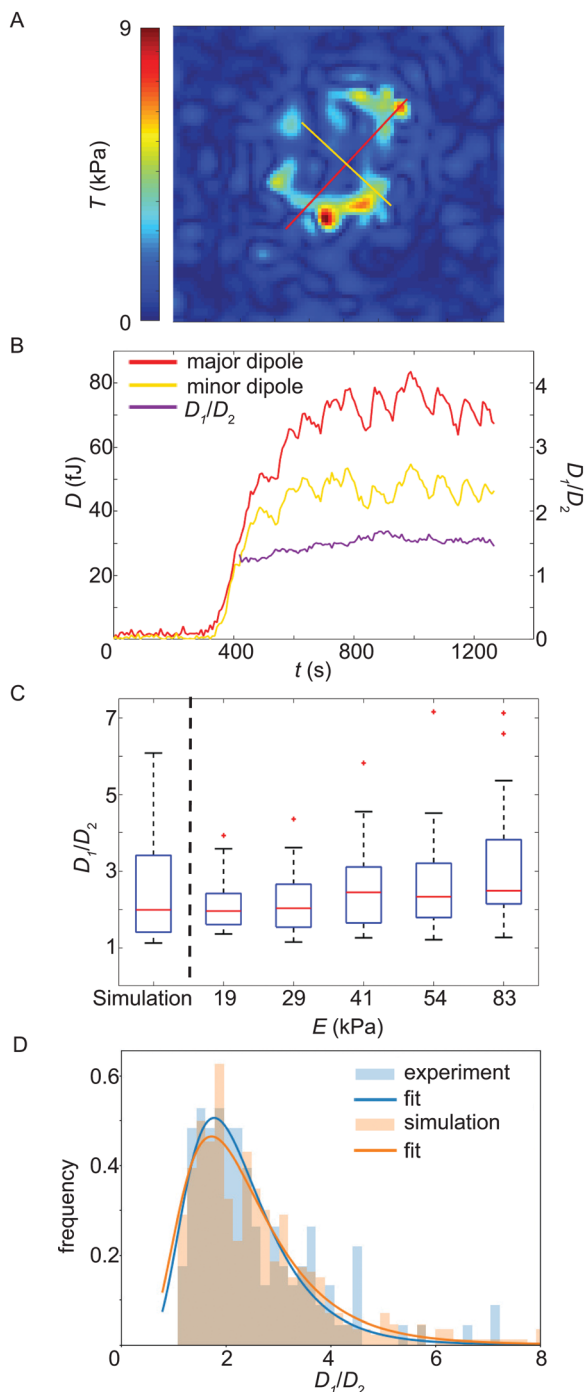 A
9
T (kPa)
0
B
major dipole
minor dipole
D₁/D₂
80
60
40
20
0
D (fJ)
4
3
2
1
0
D₁/D₂
0 400 800 1200
t (s)
C
7
5
3
1
D₁/D₂
Simulation 19 29 41 54 83
E (kPa)
D
0.6
0.4
0.2
frequency
experiment
fit
simulation
fit
0 2 4 6 8
D₁/D₂